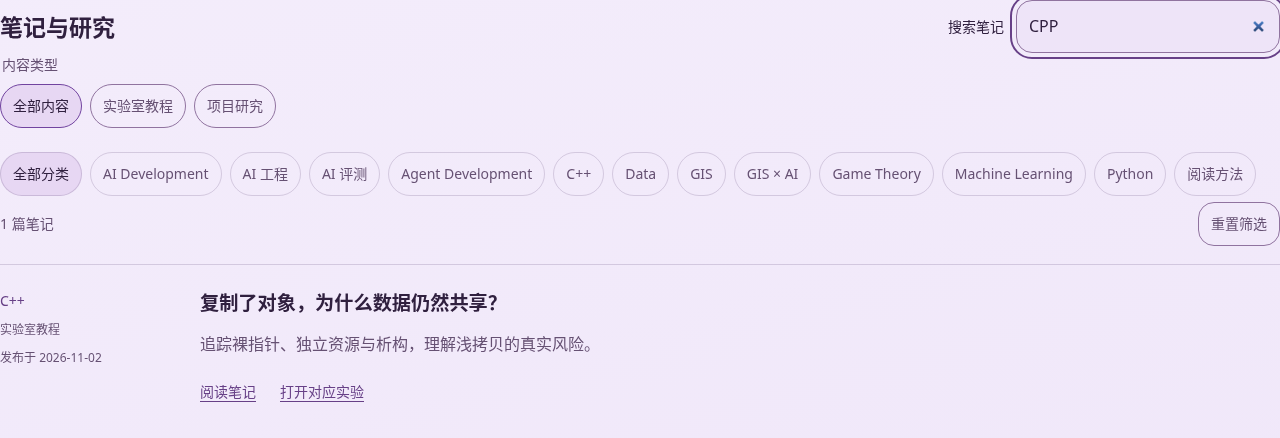 笔记与研究
搜索笔记 CPP
内容类型
全部内容 实验室教程 项目研究
全部分类 AI Development AI 工程 AI 评测 Agent Development C++ Data GIS GIS × AI Game Theory Machine Learning Python 阅读方法
1 篇笔记 重置筛选
C++
实验室教程
发布于 2026-11-02
复制了对象，为什么数据仍然共享？
追踪裸指针、独立资源与析构，理解浅拷贝的真实风险。
阅读笔记 打开对应实验